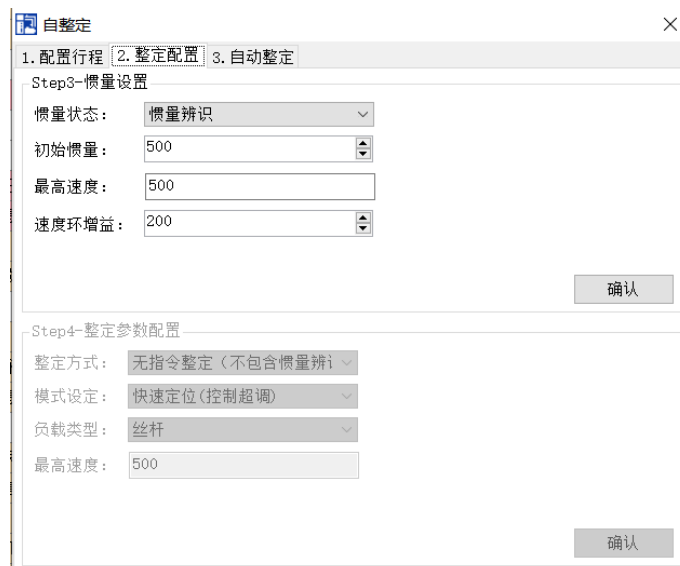 自整定
1.配置行程 2.整定配置 3.自动整定
Step3-惯量设置
惯量状态： 惯量辨识
初始惯量： 500
最高速度： 500
速度环增益： 200
确认
Step4-整定参数配置
整定方式： 无指令整定（不包含惯量辨
模式设定： 快速定位(控制超调)
负载类型： 丝杆
最高速度： 500
确认